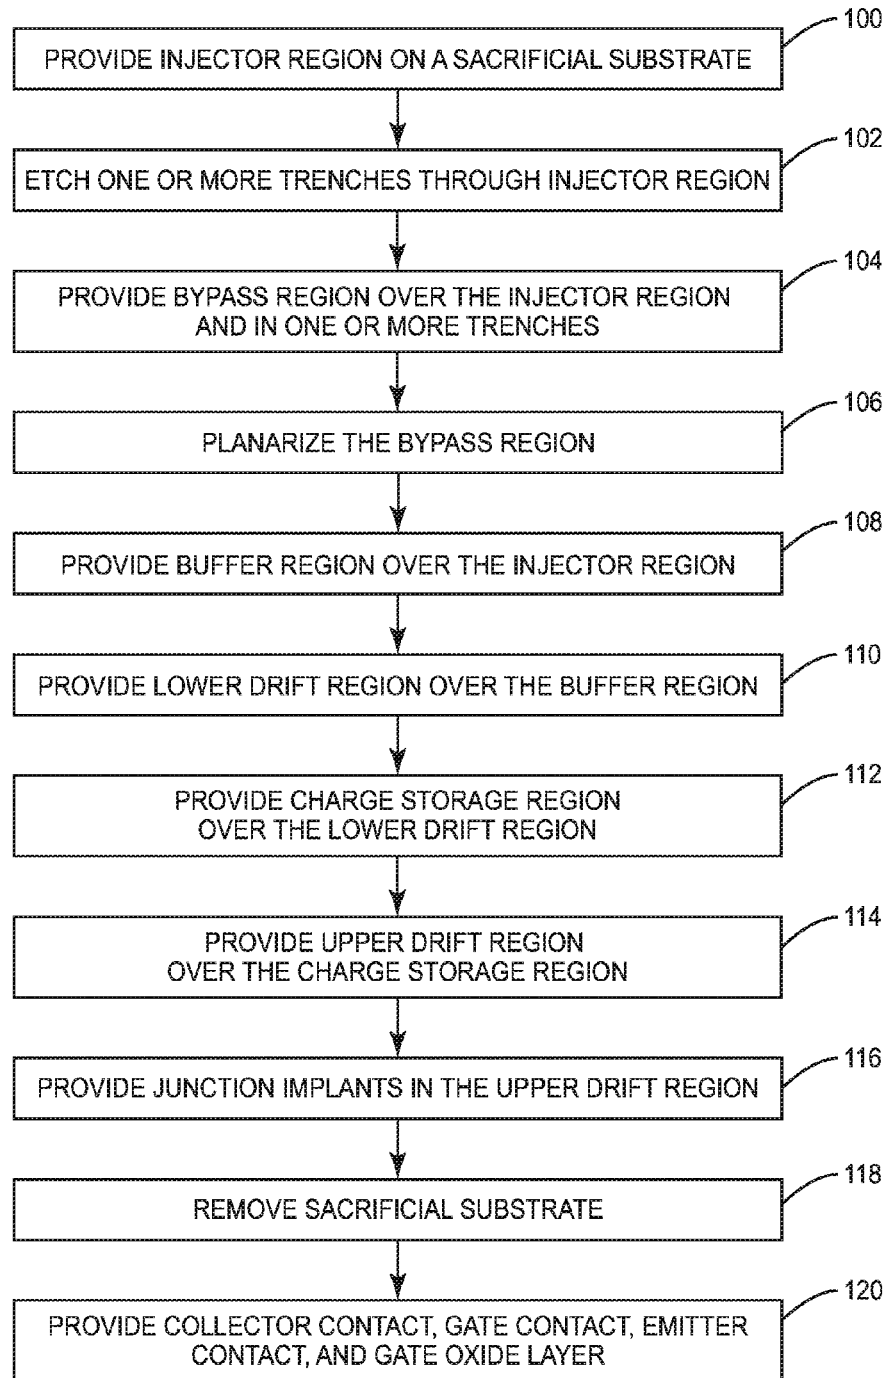 100
PROVIDE INJECTOR REGION ON A SACRIFICIAL SUBSTRATE
102
ETCH ONE OR MORE TRENCHES THROUGH INJECTOR REGION
104
PROVIDE BYPASS REGION OVER THE INJECTOR REGION
AND IN ONE OR MORE TRENCHES
106
PLANARIZE THE BYPASS REGION
108
PROVIDE BUFFER REGION OVER THE INJECTOR REGION
110
PROVIDE LOWER DRIFT REGION OVER THE BUFFER REGION
112
PROVIDE CHARGE STORAGE REGION
OVER THE LOWER DRIFT REGION
114
PROVIDE UPPER DRIFT REGION
OVER THE CHARGE STORAGE REGION
116
PROVIDE JUNCTION IMPLANTS IN THE UPPER DRIFT REGION
118
REMOVE SACRIFICIAL SUBSTRATE
120
PROVIDE COLLECTOR CONTACT, GATE CONTACT, EMITTER
CONTACT, AND GATE OXIDE LAYER